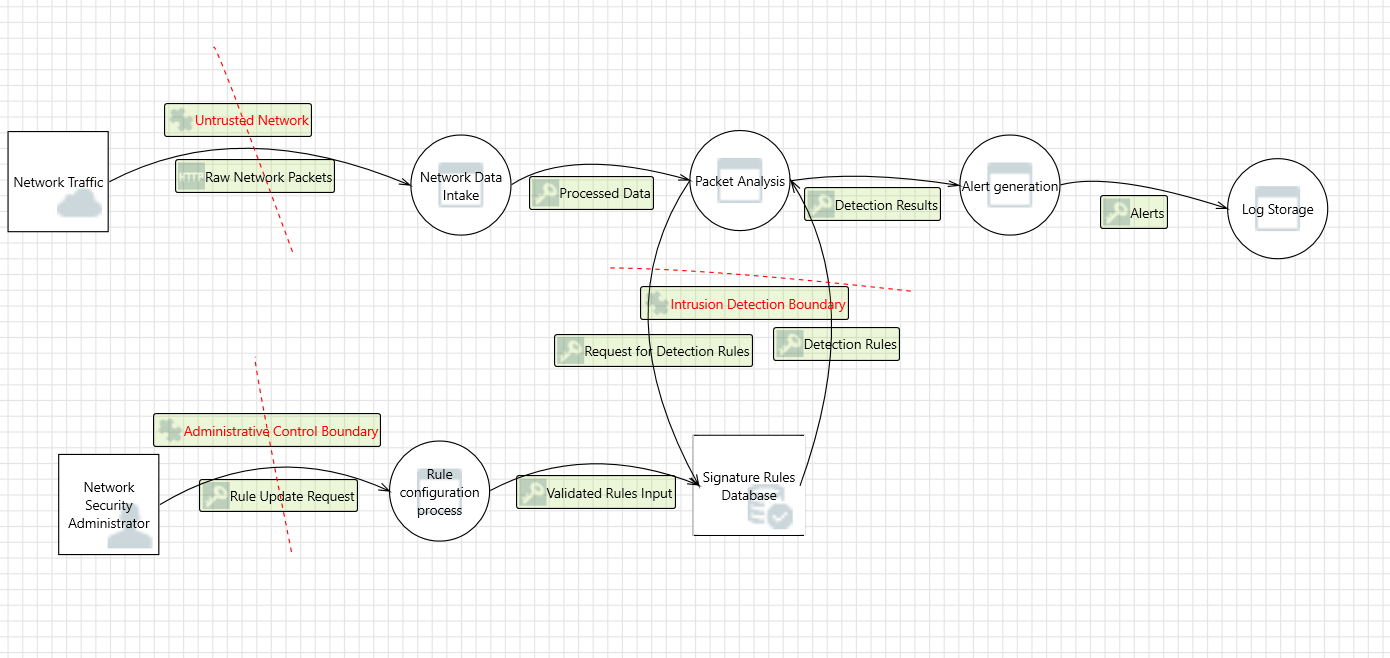 Untrusted Network
Network Traffic
HTTP
Raw Network Packets
Network Data
Intake
Processed Data
Packet Analysis
Detection Results
Alert generation
Alerts
Log Storage
Intrusion Detection Boundary
Request for Detection Rules
Detection Rules
Administrative Control Boundary
Network
Security
Administrator
Rule Update Request
Rule
configuration
process
Validated Rules Input
Signature Rules
Database